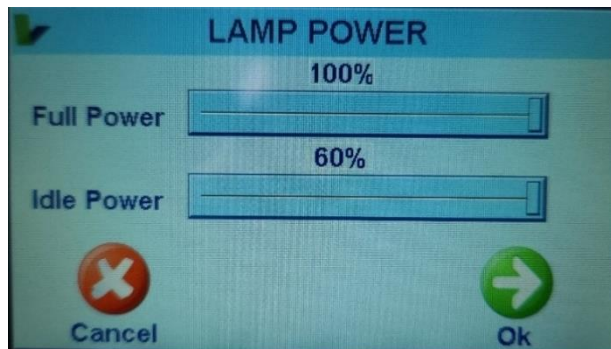 LAMP POWER
100%
Full Power
60%
Idle Power
Cancel
Ok